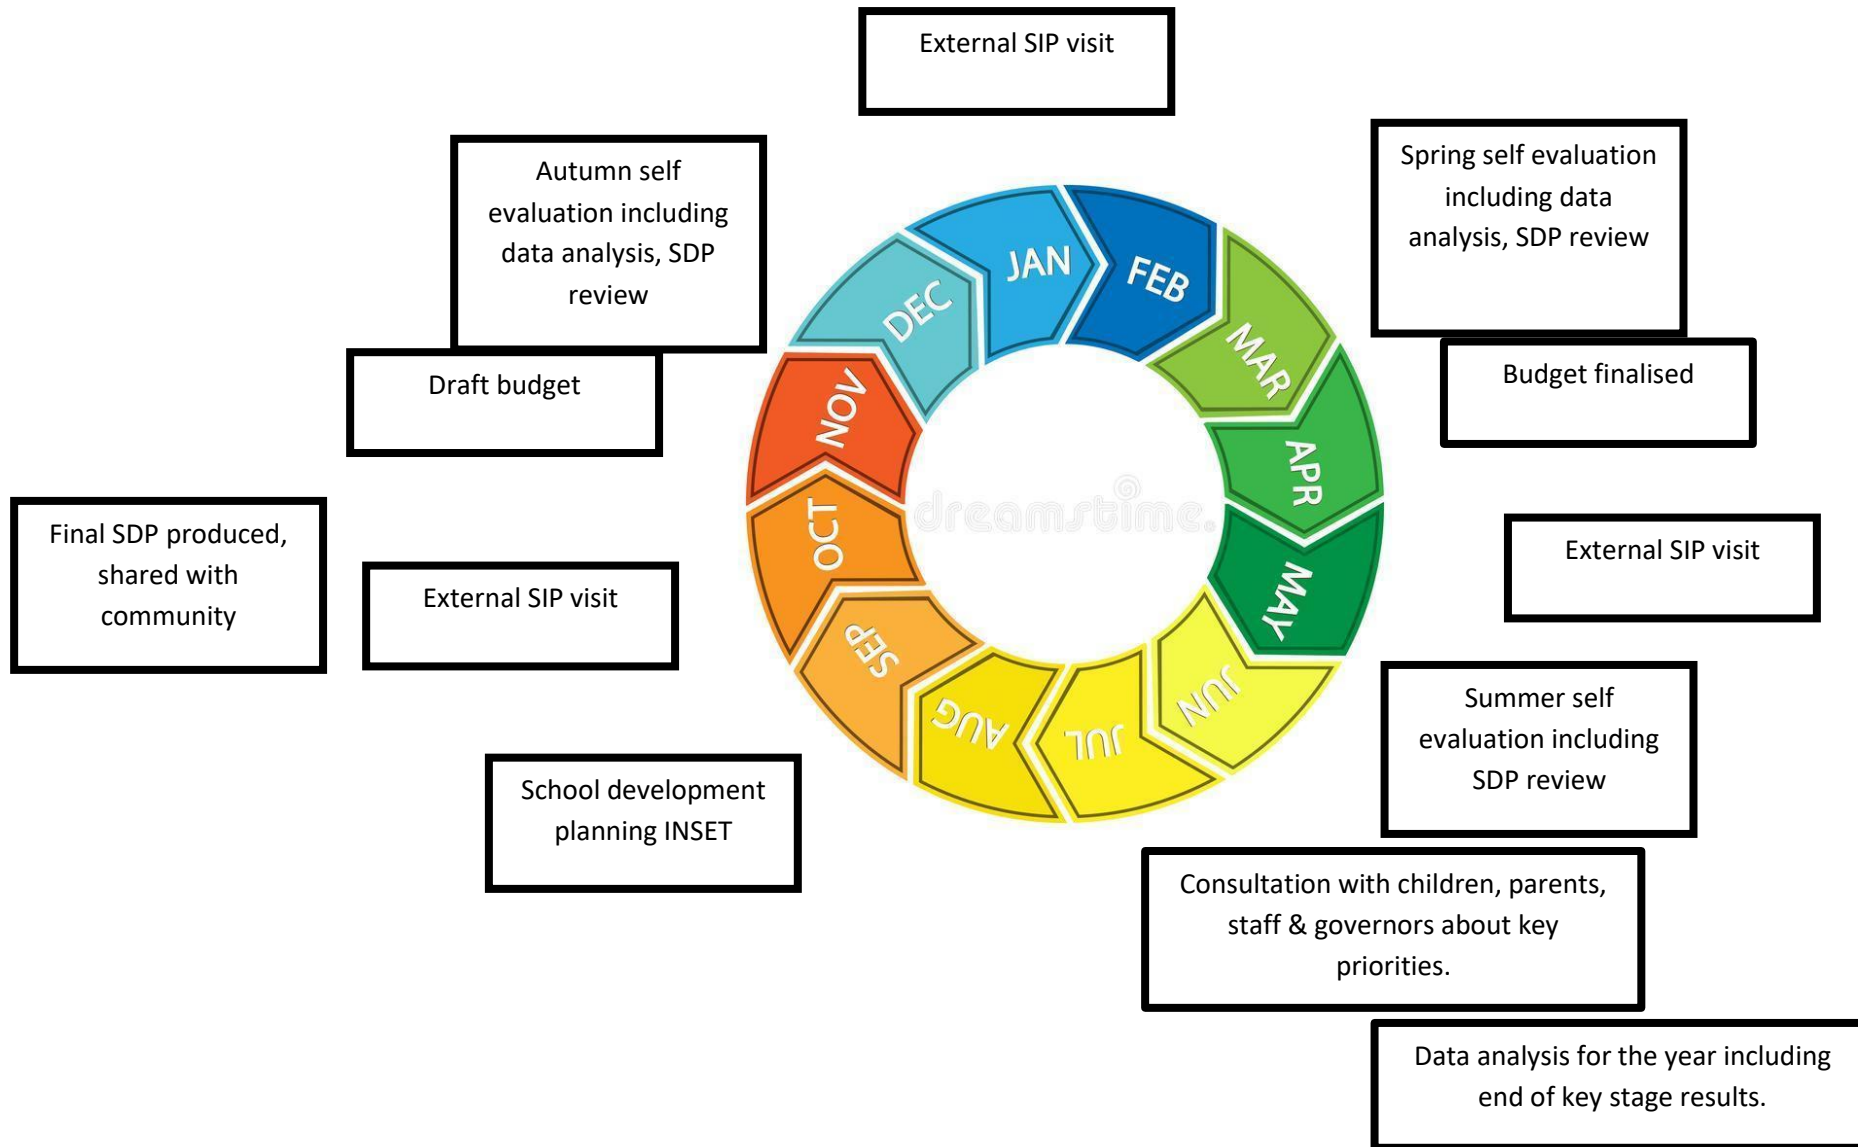 External SIP visit
Autumn self
evaluation including
data analysis, SDP
review
Spring self evaluation
including data
analysis, SDP review
Draft budget
Budget finalised
JAN
FEB
MAR
APR
MAY
JUN
JUL
AUG
SEP
OCT
NOV
DEC
dreamstime.
Final SDP produced,
shared with
community
External SIP visit
External SIP visit
School development
planning INSET
Summer self
evaluation including
SDP review
Consultation with children, parents,
staff & governors about key
priorities.
Data analysis for the year including
end of key stage results.